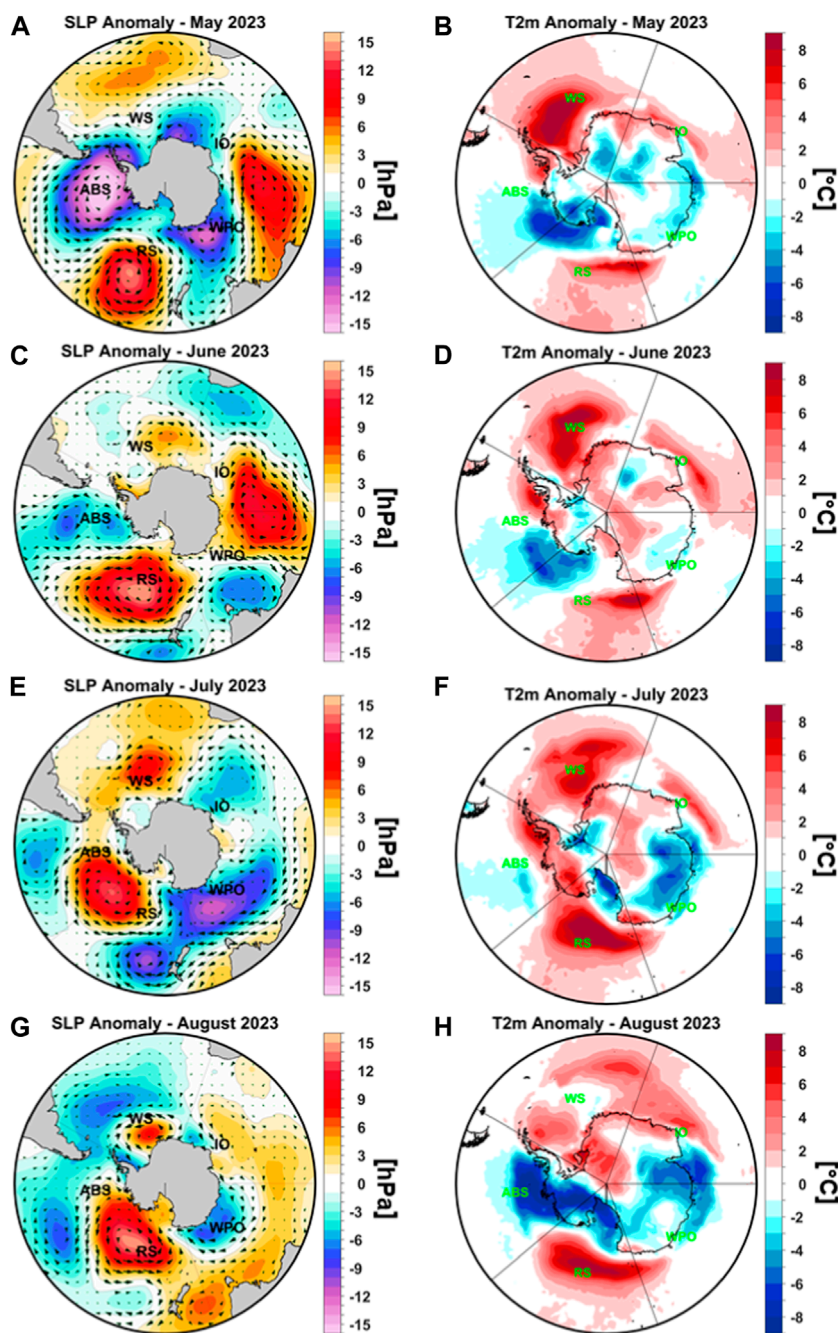 A
SLP Anomaly - May 2023
B
T2m Anomaly - May 2023
WS
IO
ABS
WPO
RS
15
12
9
6
3
0
-3
-6
-9
-12
-15
[hPa]
WS
IO
ABS
WPO
RS
8
6
4
2
0
-2
-4
-6
-8
[°C]
C
SLP Anomaly - June 2023
D
T2m Anomaly - June 2023
WS
IO
ABS
WPO
RS
15
12
9
6
3
0
-3
-6
-9
-12
-15
[hPa]
WS
IO
ABS
WPO
RS
8
6
4
2
0
-2
-4
-6
-8
[°C]
E
SLP Anomaly - July 2023
F
T2m Anomaly - July 2023
WS
IO
ABS
WPO
RS
15
12
9
6
3
0
-3
-6
-9
-12
-15
[hPa]
WS
IO
ABS
WPO
RS
8
6
4
2
0
-2
-4
-6
-8
[°C]
G
SLP Anomaly - August 2023
H
T2m Anomaly - August 2023
WS
IO
ABS
WPO
RS
15
12
9
6
3
0
-3
-6
-9
-12
-15
[hPa]
WS
IO
ABS
WPO
RS
8
6
4
2
0
-2
-4
-6
-8
[°C]